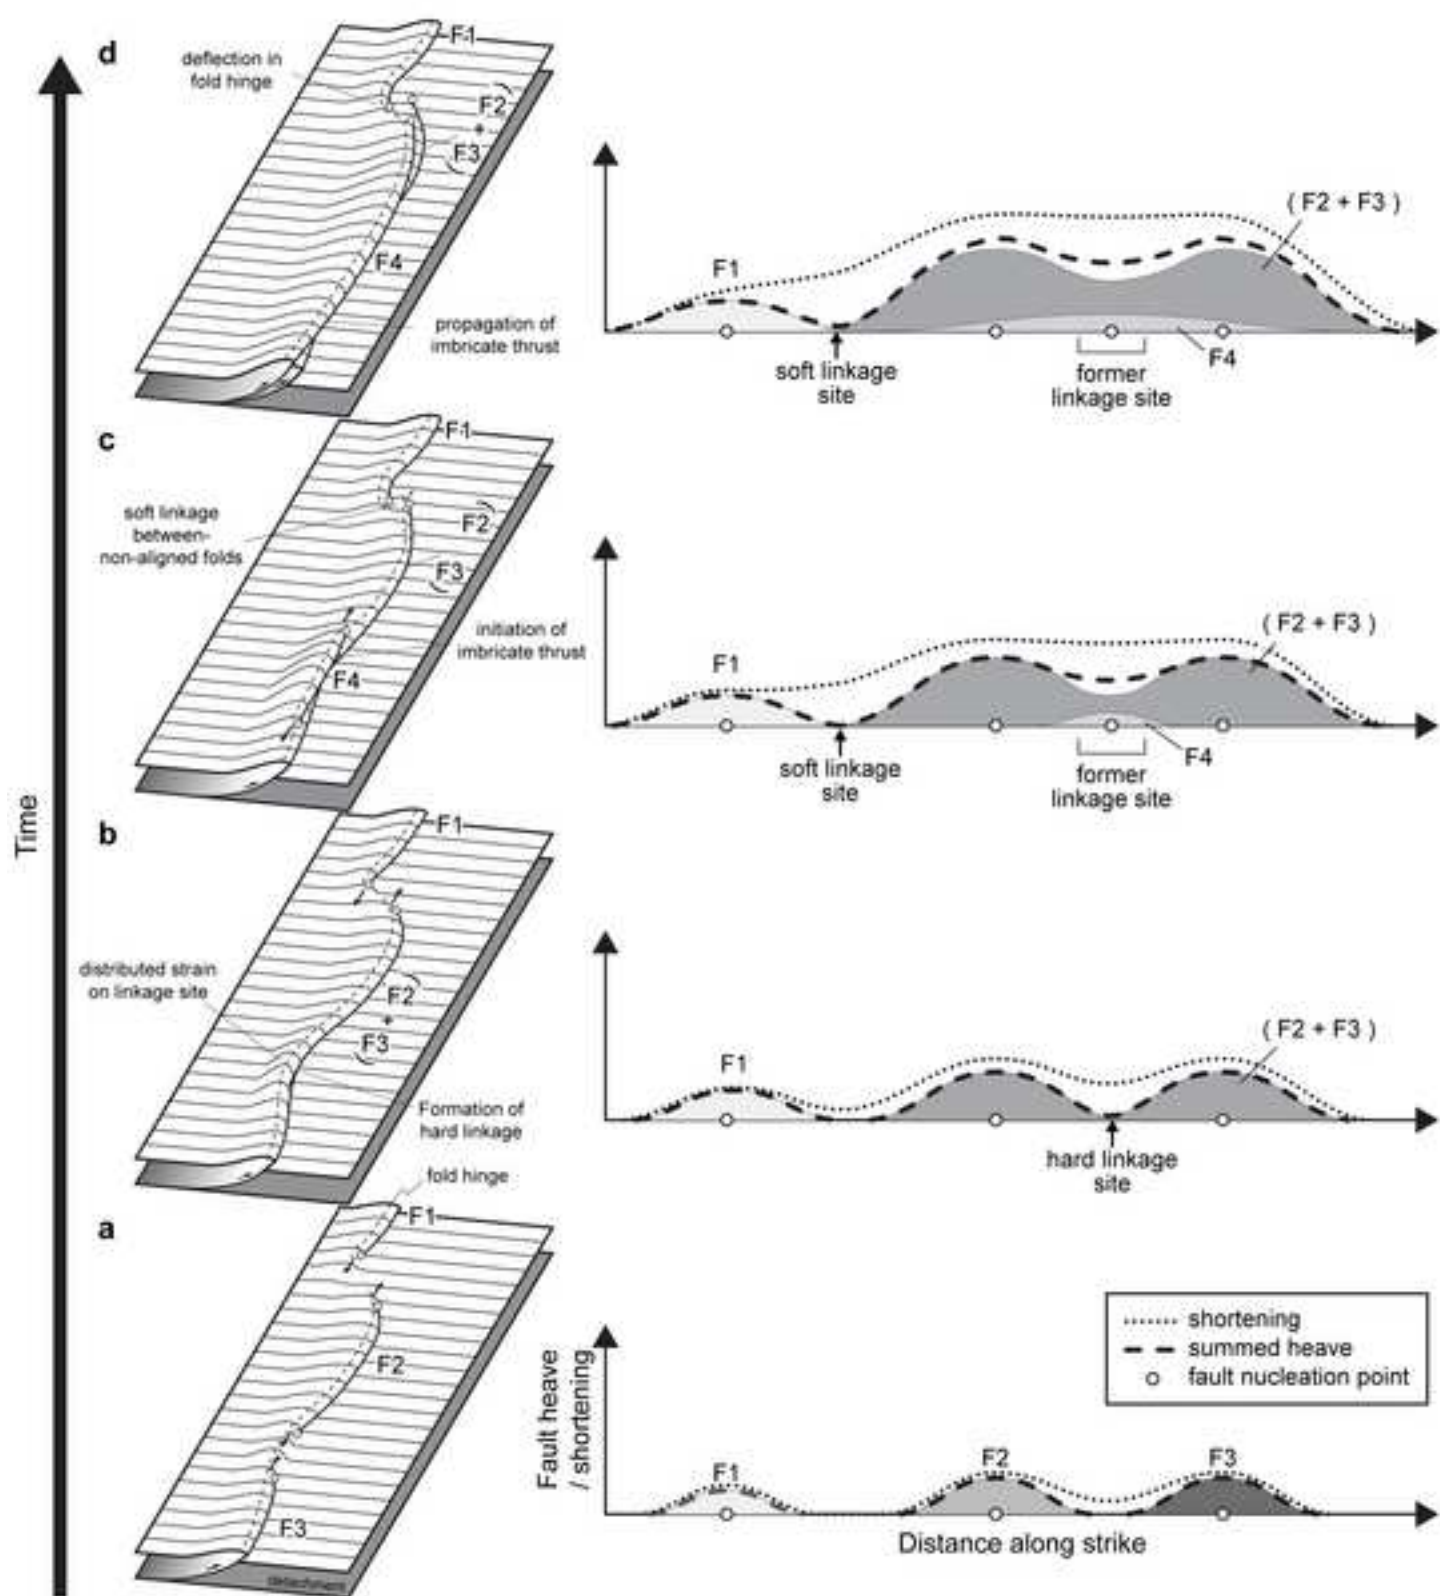 Time
d
deflection in
fold hinge
F1
F2
+
F3
F4
propagation of
imbricate thrust
F1
( F2 + F3 )
soft linkage
site
former
linkage site
F4
c
F1
soft linkage
between-
non-aligned folds
F2
F3
initiation of
imbricate thrust
F4
F1
( F2 + F3 )
soft linkage
site
former
linkage site
F4
b
F1
distributed strain
on linkage site
F2
+
F3
Formation of
hard linkage
F1
( F2 + F3 )
hard linkage
site
a
fold hinge
F1
F2
F3
detachment
Fault heave
/ shortening
F1
F2
F3
Distance along strike
shortening
summed heave
fault nucleation point